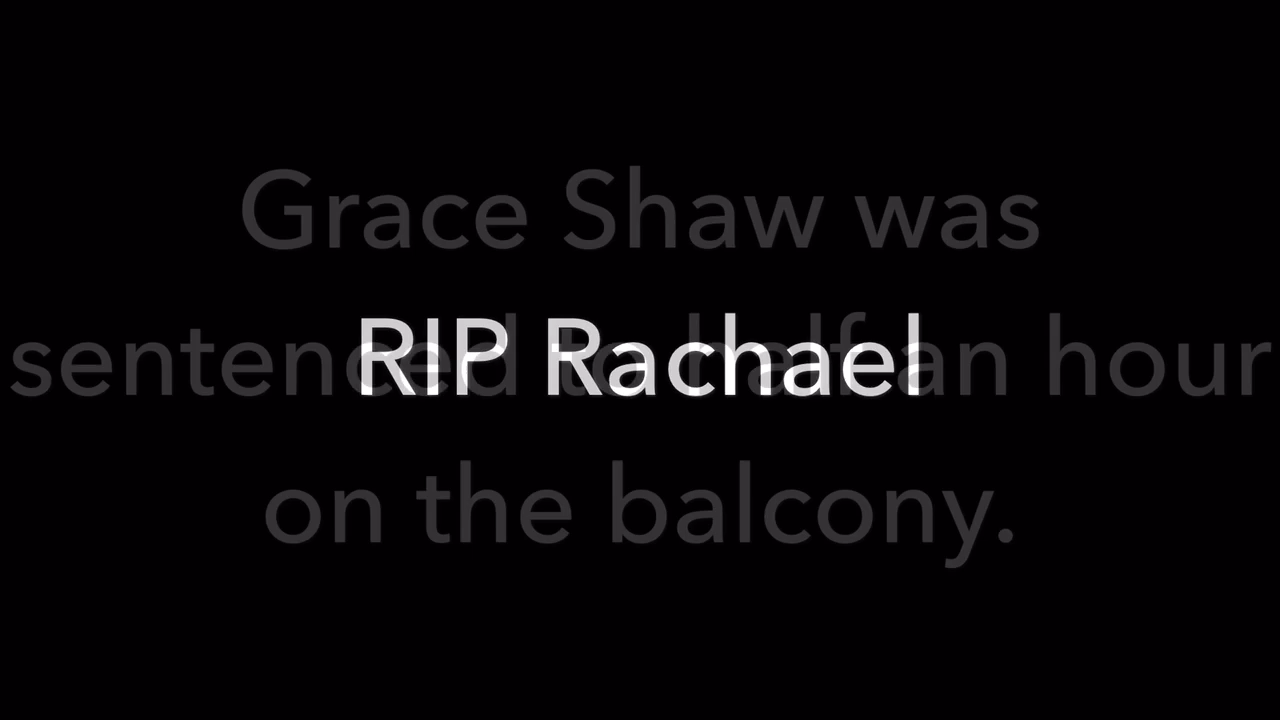 Grace Shaw was
sentenced to half an hour
on the balcony.
RIP Rachael